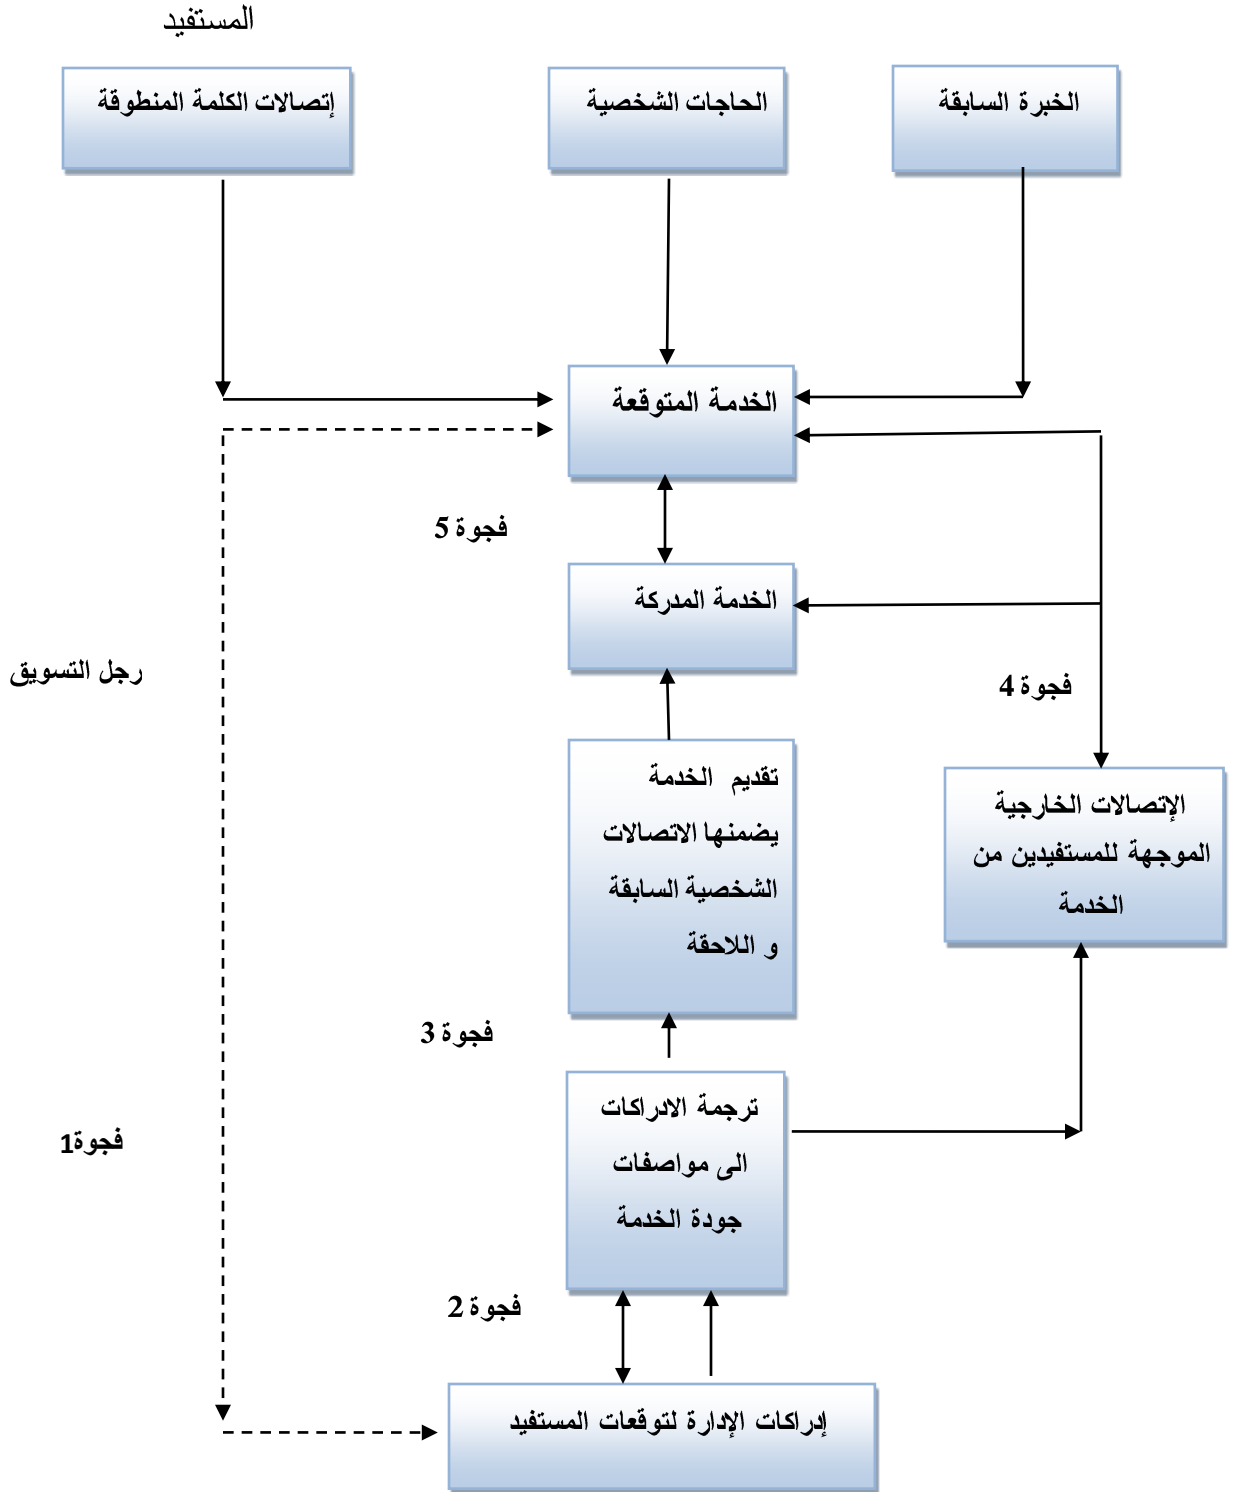 المستفيد
الخبرة السابقة
الحاجات الشخصية
إتصالات الكلمة المنطوقة
الخدمة المتوقعة
فجوة 5
الخدمة المدركة
رجل التسويق
فجوة 4
تقديم الخدمة
يضمنها الاتصالات
الشخصية السابقة
و اللاحقة
الإتصالات الخارجية
الموجهة للمستفيدين من
الخدمة
فجوة 3
ترجمة الادراكات
الى مواصفات
جودة الخدمة
فجوة1
فجوة 2
إدراكات الإدارة لتوقعات المستفيد